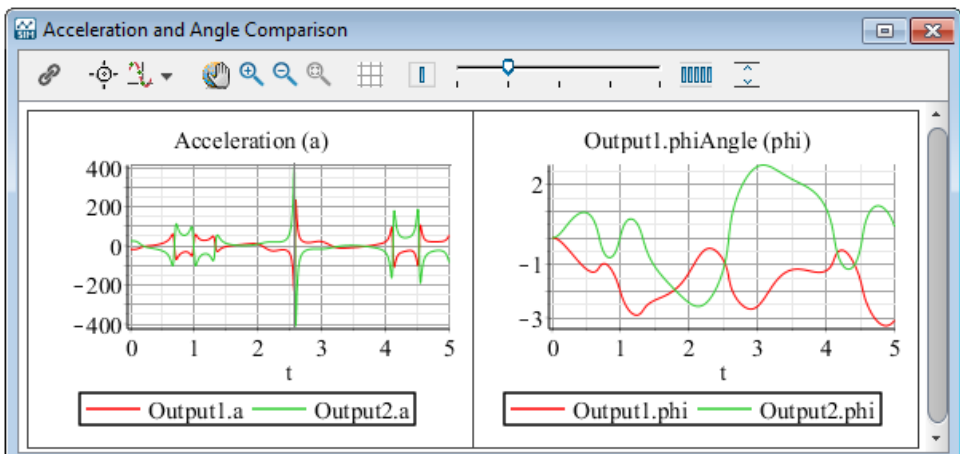 Acceleration and Angle Comparison
SIM
Acceleration (a)
400
200
0
-200
-400
0 1 2 3 4 5
t
Output1.a Output2.a
Output1.phiAngle (phi)
2
-1
-3
0 1 2 3 4 5
t
Output1.phi Output2.phi